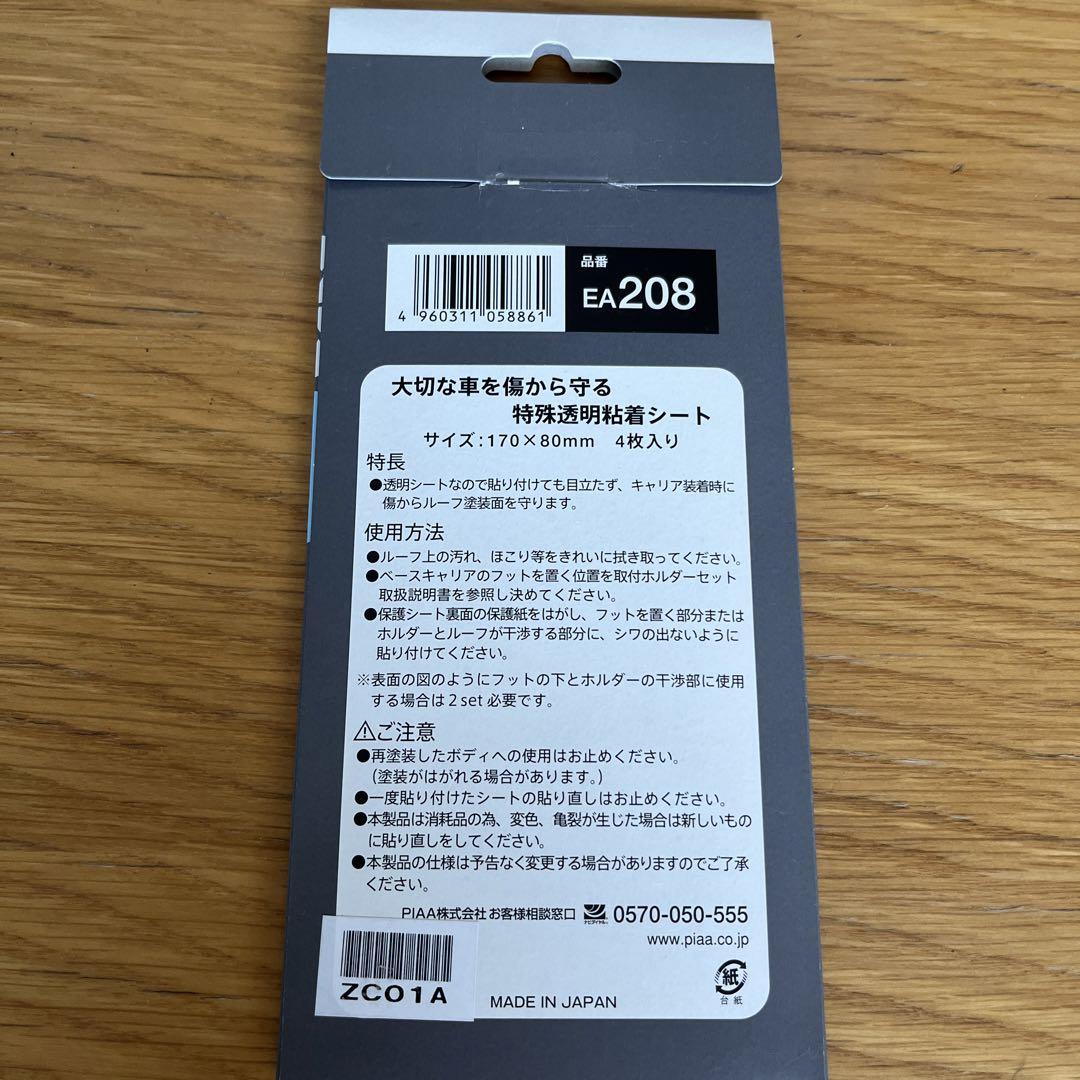 品番
EA208
4 960311 058861
大切な車を傷から守る
特殊透明粘着シート
サイズ:170×80mm 4枚入り
特長
●透明シートなので貼り付けても目立たず、キャリア装着時に
傷からルーフ塗装面を守ります。
使用方法
●ルーフ上の汚れ、ほこり等をきれいに拭き取ってください。
●ベースキャリアのフットを置く位置を取付ホルダーセット
取扱説明書を参照し決めてください。
●保護シート裏面の保護紙をはがし、フットを置く部分または
ホルダーとルーフが干渉する部分に、シワの出ないように
貼り付けてください。
※表面の図のようにフットの下とホルダーの干渉部に使用
する場合は2set必要です。
⚠ご注意
●再塗装したボディへの使用はお止めください。
(塗装がはがれる場合があります。)
●一度貼り付けたシートの貼り直しはお止めください。
●本製品は消耗品の為、変色、亀裂が生じた場合は新しいもの
に貼り直しをしてください。
●本製品の仕様は予告なく変更する場合がありますのでご了承
ください。
PIAA株式会社 お客様相談窓口 ナビダイヤル 0570-050-555
www.piaa.co.jp
紙
台紙
ZC01A
MADE IN JAPAN